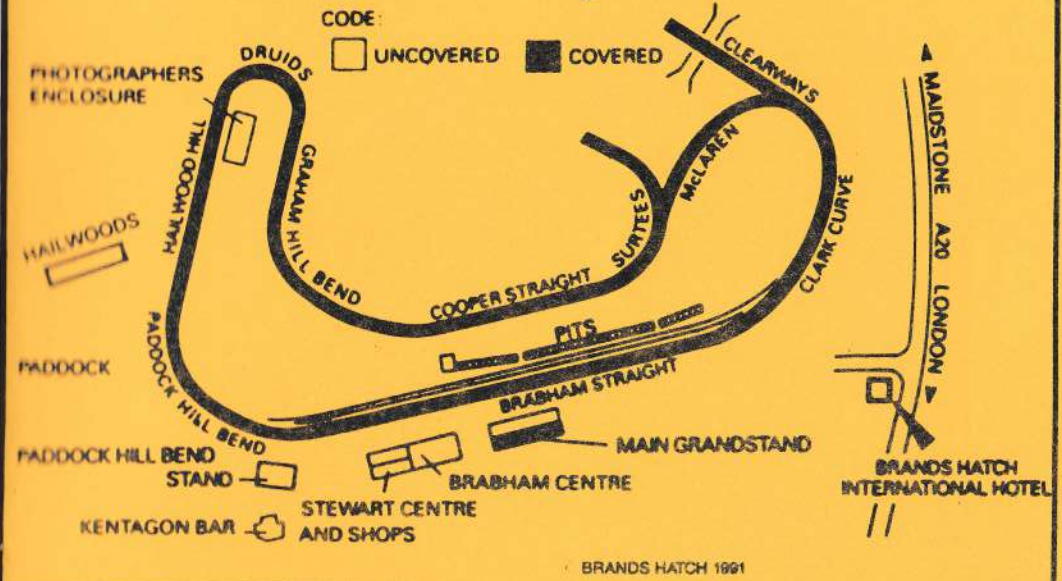 CODE:
UNCOVERED
COVERED
DRUIDS
PHOTOGRAPHERS
ENCLOSURE
HAILWOOD HILL
GRAHAM HILL BEND
HAILWOODS
CLEARWAYS
McLAREN
SURTEES
CLARK CURVE
MAIDSTONE A20 LONDON
COOPER STRAIGHT
PITS
BRABHAM STRAIGHT
PADDOCK
PADDOCK HILL BEND
PADDOCK HILL BEND
STAND
MAIN GRANDSTAND
BRABHAM CENTRE
STEWART CENTRE
AND SHOPS
KENTAGON BAR
BRANDS HATCH
INTERNATIONAL HOTEL
BRANDS HATCH 1991